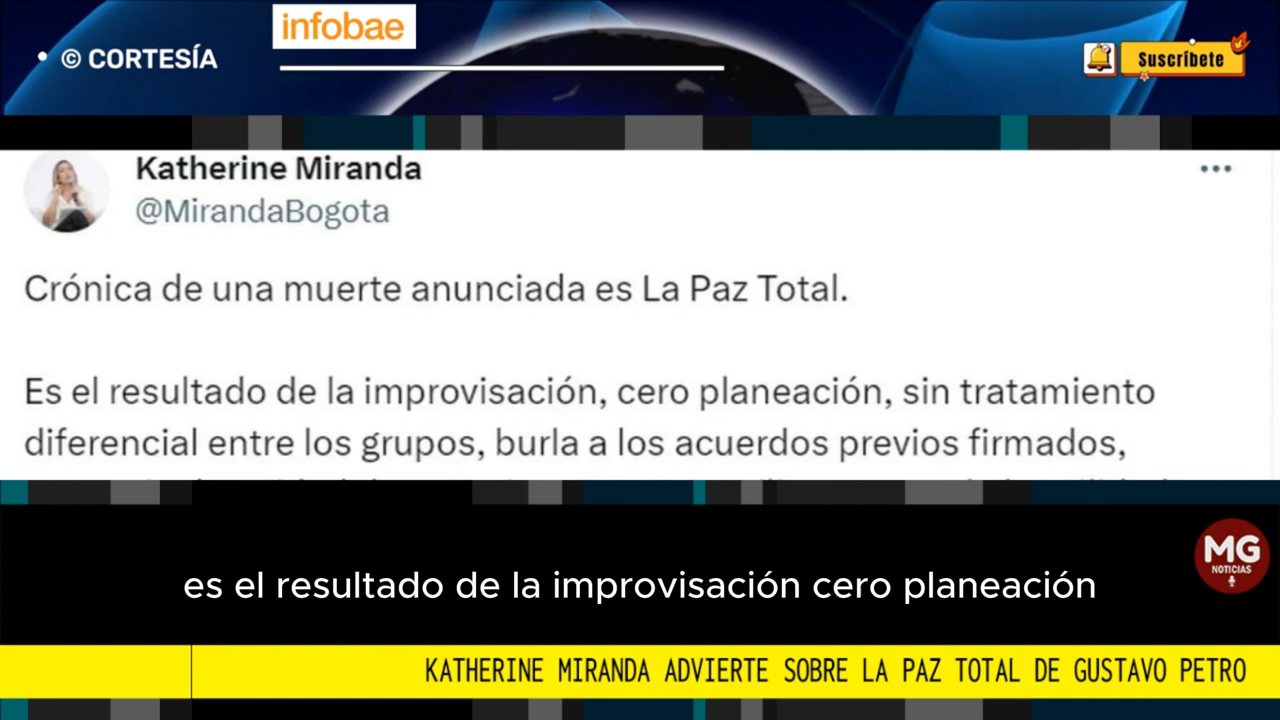 infobae
© CORTESÍA
Suscríbete
Katherine Miranda
@MirandaBogota
Crónica de una muerte anunciada es La Paz Total.
Es el resultado de la improvisación, cero planeación, sin tratamiento
diferencial entre los grupos, burla a los acuerdos previos firmados,
MG
NOTICIAS
es el resultado de la improvisación cero planeación
KATHERINE MIRANDA ADVIERTE SOBRE LA PAZ TOTAL DE GUSTAVO PETRO